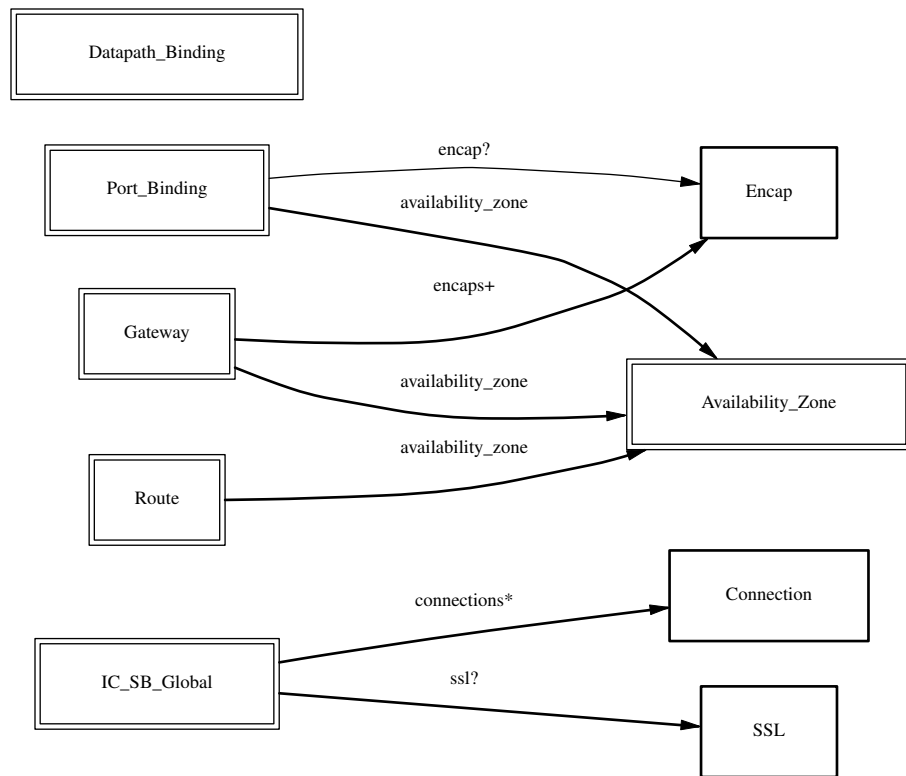 Datapath_Binding
Port_Binding
encap?
Encap
availability_zone
encaps+
Gateway
availability_zone
Availability_Zone
availability_zone
Route
connections*
Connection
IC_SB_Global
ssl?
SSL